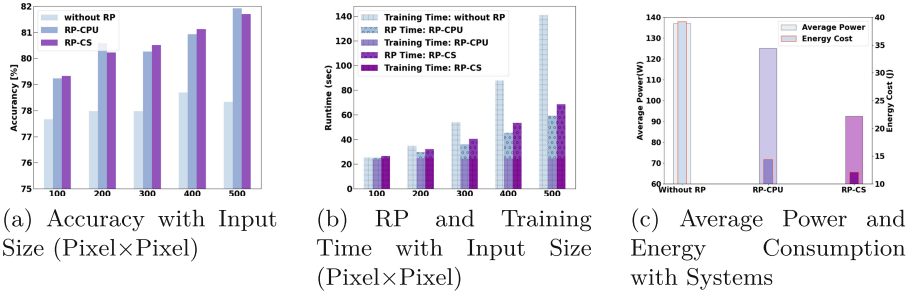 82
81
80
79
78
77
76
75
Accurancy [%]
without RP
RP-CPU
RP-CS
100 200 300 400 500
(a) Accuracy with Input
Size (Pixel×Pixel)
140
120
100
80
60
40
20
0
Runtime (sec)
Training Time: without RP
RP Time: RP-CPU
Training Time: RP-CPU
RP Time: RP-CS
Training Time: RP-CS
100 200 300 400 500
(b) RP and Training
Time with Input Size
(Pixel×Pixel)
140
130
120
110
100
90
80
70
60
Average Power(W)
Average Power
Energy Cost
40
35
30
25
20
15
10
Energy Cost (J)
Without RP RP-CPU RP-CS
(c) Average Power and
Energy Consumption
with Systems